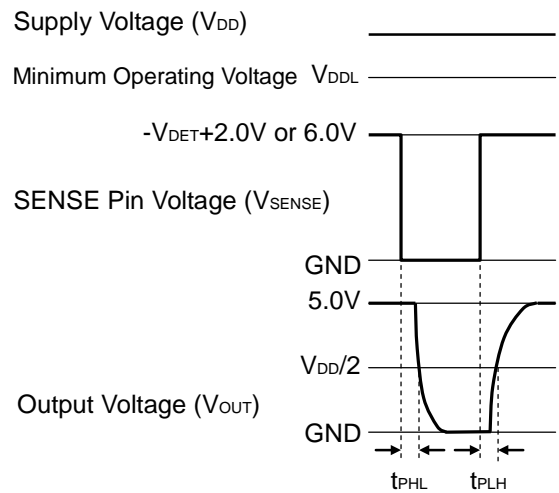 Supply Voltage (VDD)
Minimum Operating Voltage VDDL
-VDET+2.0V or 6.0V
SENSE Pin Voltage (VSENSE)
GND
5.0V
VDD/2
Output Voltage (VOUT)
GND
tPHL tPLH